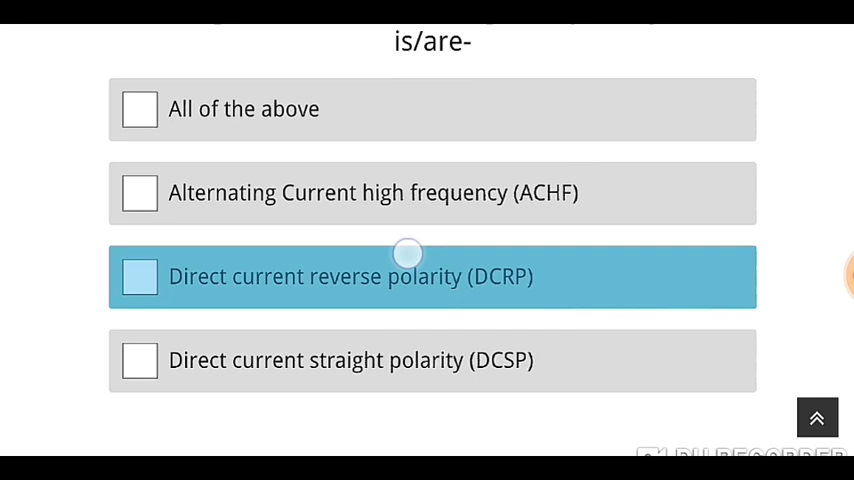 is/are-
All of the above
Alternating Current high frequency (ACHF)
Direct current reverse polarity (DCRP)
Direct current straight polarity (DCSP)